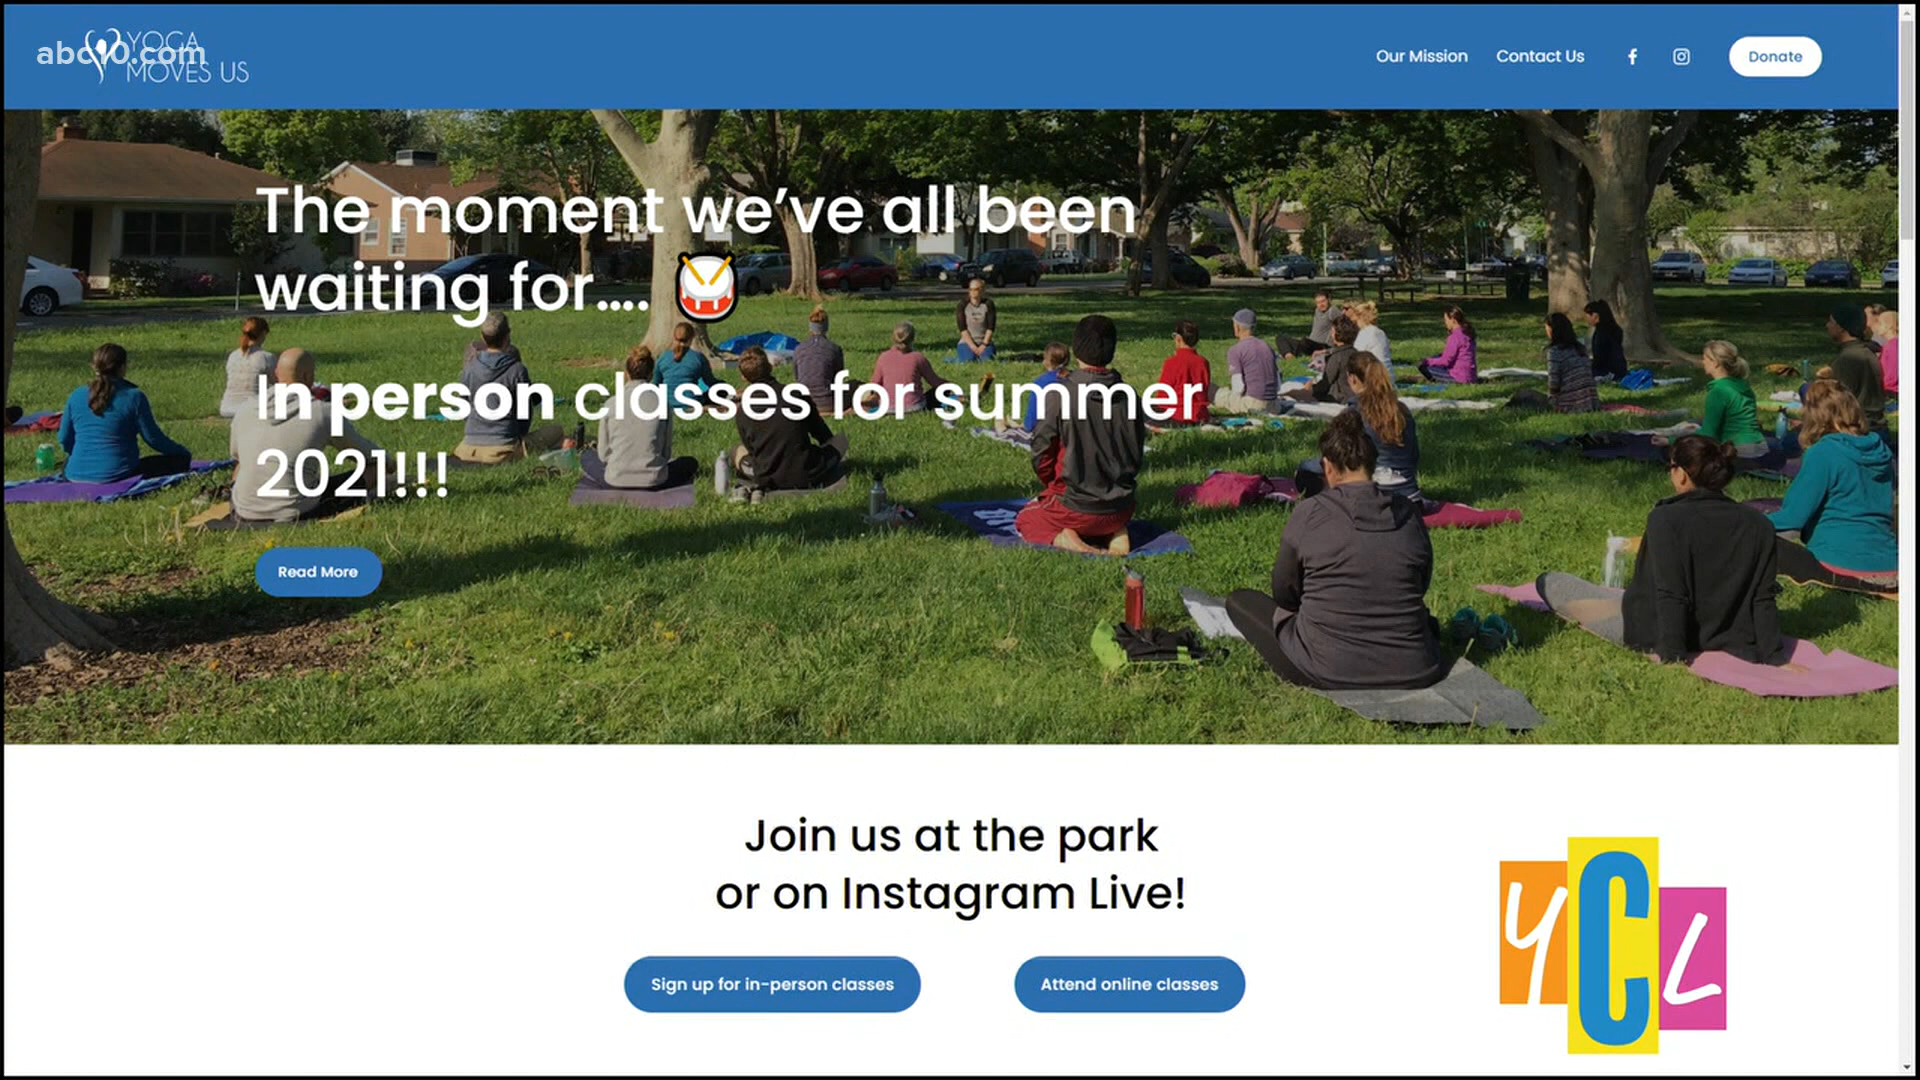 abc10.com
YOGA
MOVES US
Our Mission
Contact Us
Donate
The moment we’ve all been
waiting for....
In person classes for summer
2021!!!
Read More
Join us at the park
or on Instagram Live!
Sign up for in-person classes
Attend online classes
YCL